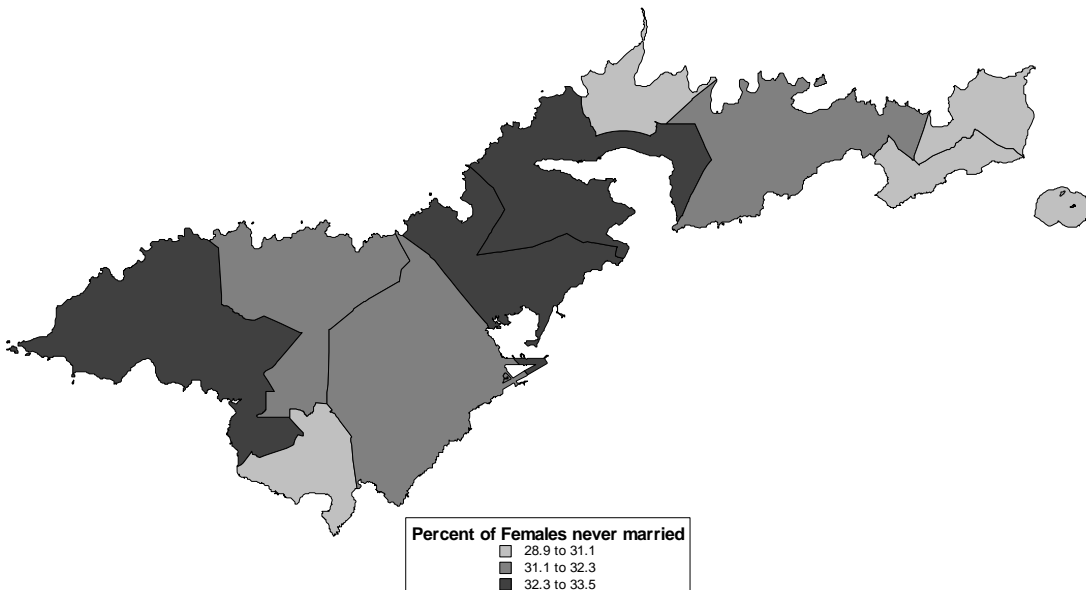 Percent of Females never married
28.9 to 31.1
31.1 to 32.3
32.3 to 33.5